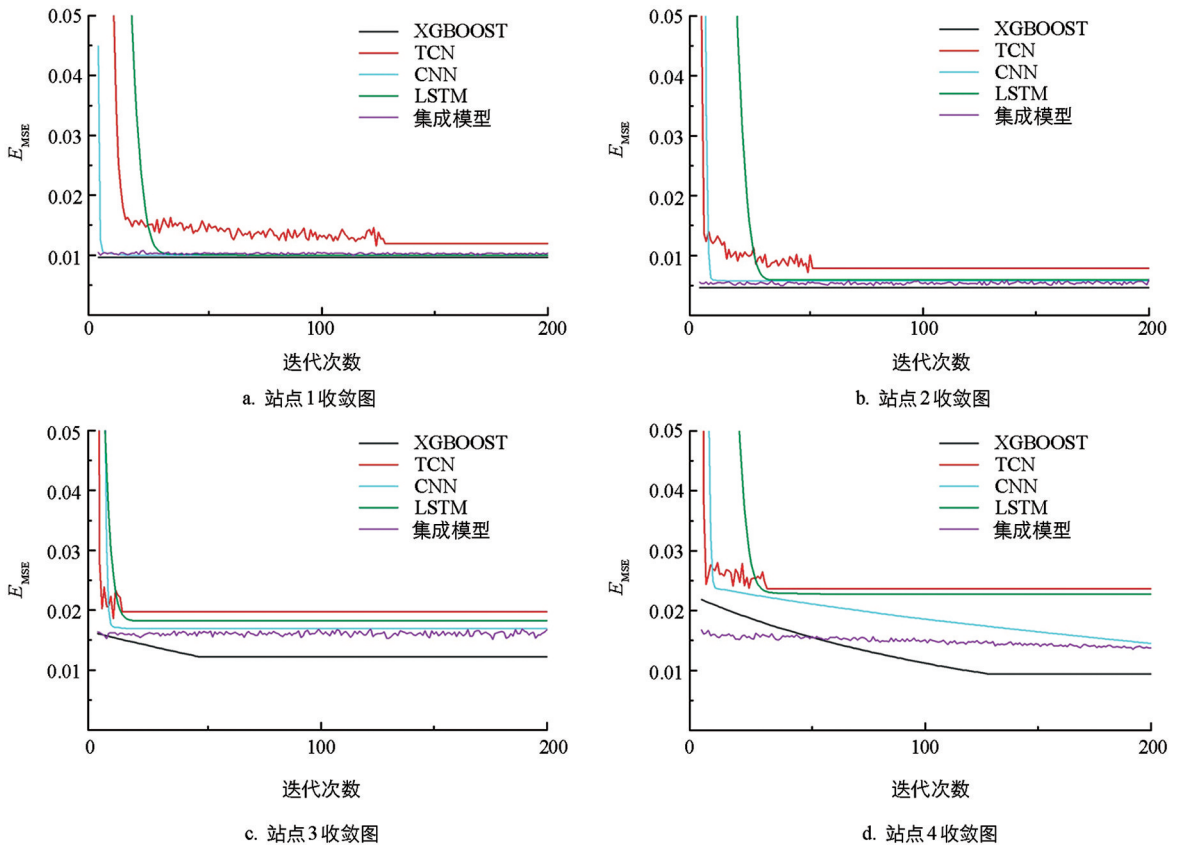 0.05
0.04
0.03
0.02
0.01
E_MSE
XGBOOST
TCN
CNN
LSTM
集成模型
0
100
200
迭代次数
a. 站点1收敛图
0.05
0.04
0.03
0.02
0.01
E_MSE
XGBOOST
TCN
CNN
LSTM
集成模型
0
100
200
迭代次数
b. 站点2收敛图
0.05
0.04
0.03
0.02
0.01
E_MSE
XGBOOST
TCN
CNN
LSTM
集成模型
0
100
200
迭代次数
c. 站点3收敛图
0.05
0.04
0.03
0.02
0.01
E_MSE
XGBOOST
TCN
CNN
LSTM
集成模型
0
100
200
迭代次数
d. 站点4收敛图